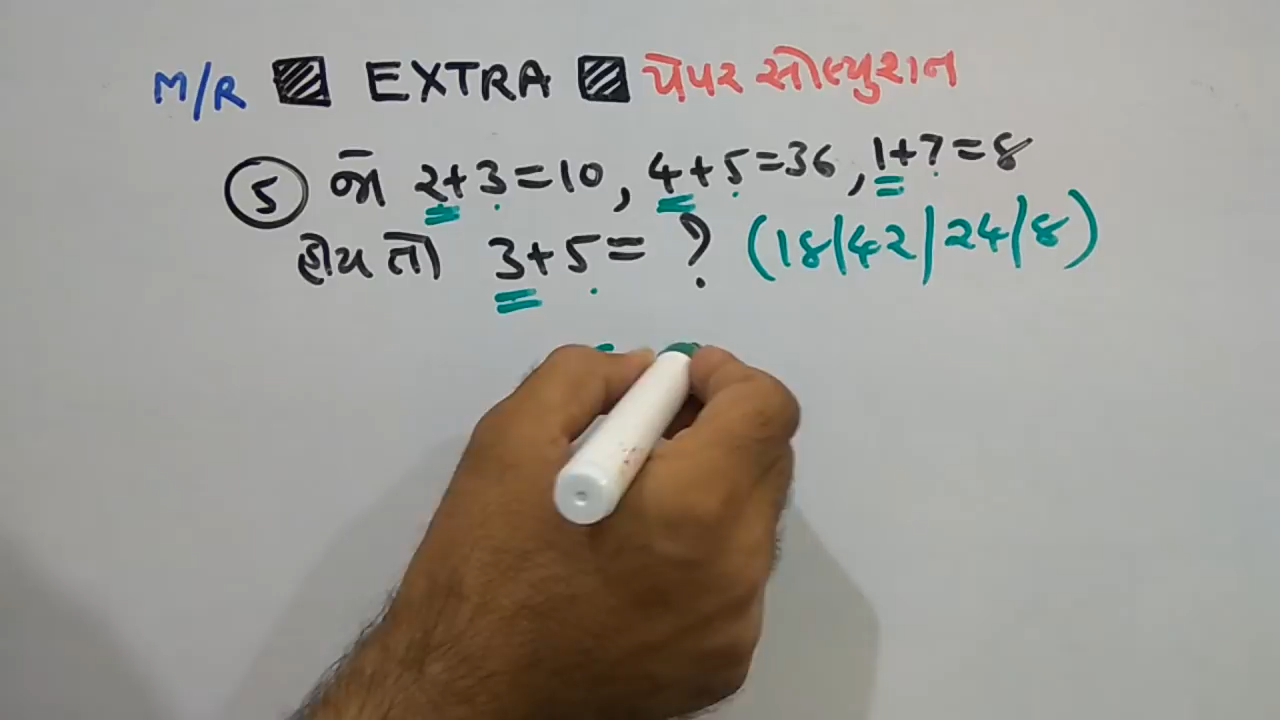 M/R EXTRA પેપર સોલ્યુશન
5 જો 2+3=10, 4+5=36, 1+7=8
હોય તો 3+5= ? (18/42/24/8)